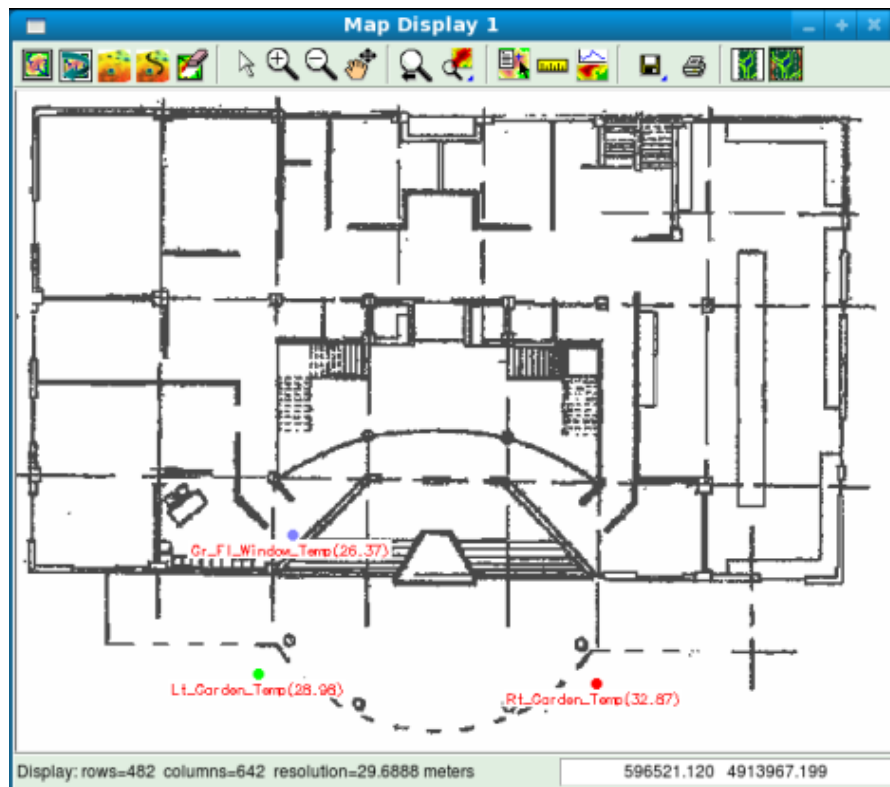 Map Display 1
Gr_Fl_Window_Temp(26.37)
Lt_Garden_Temp(28.98)
Rt_Garden_Temp(32.87)
Display: rows=482 columns=642 resolution=29.6888 meters
596521.120 4913967.199